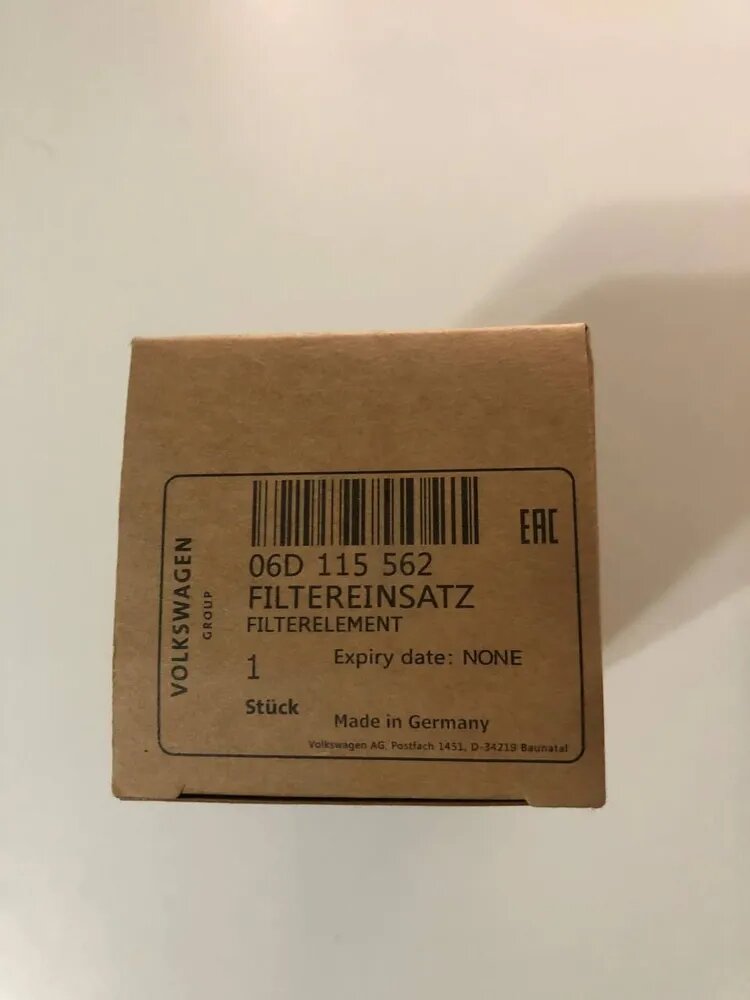 VOLKSWAGEN
GROUP
EAC
06D 115 562
FILTEREINSATZ
FILTERELEMENT
1
Expiry date: NONE
Stück
Made in Germany
Volkswagen AG, Postfach 1451, D-34219 Baunatal